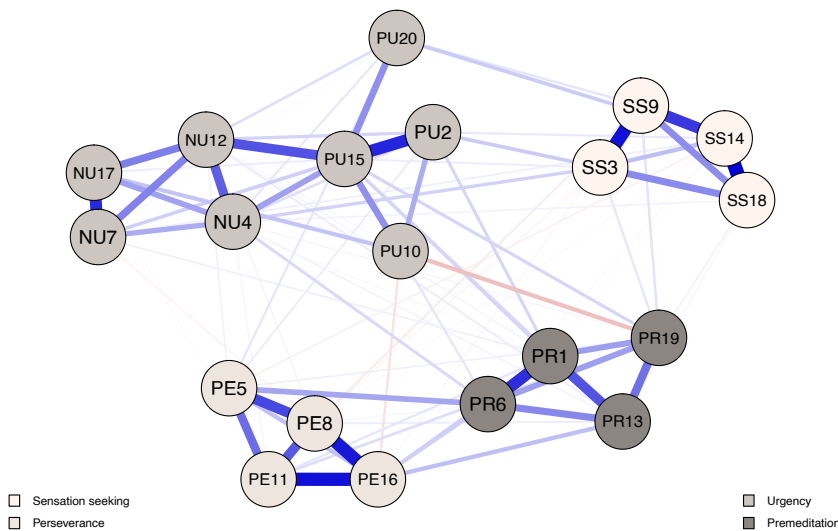 PU20
SS9
PU2
SS14
NU12
PU15
SS3
NU17
SS18
NU4
NU7
PU10
PR19
PR1
PE5
PR6
PE8
PR13
PE11
PE16
Sensation seeking
Urgency
Perseverance
Premeditation